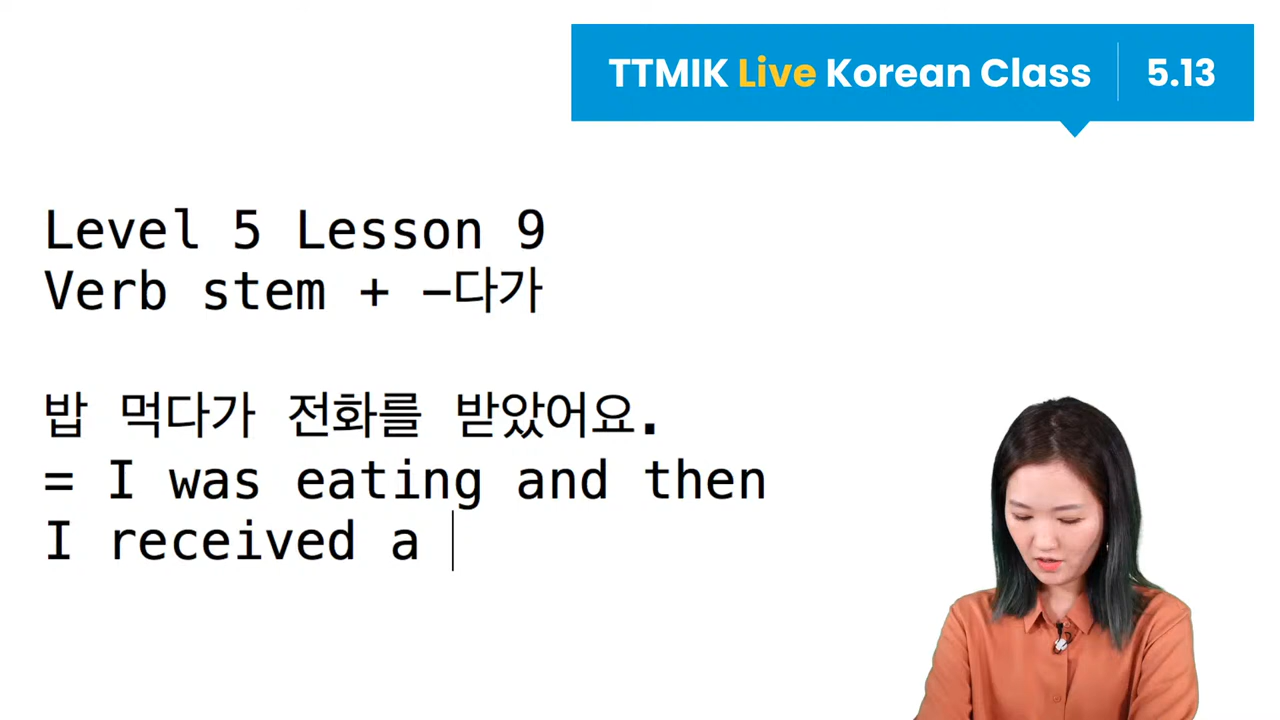 TTMIK Live Korean Class 5.13
Level 5 Lesson 9
Verb stem + -다가
밥 먹다가 전화를 받았어요.
= I was eating and then
I received a